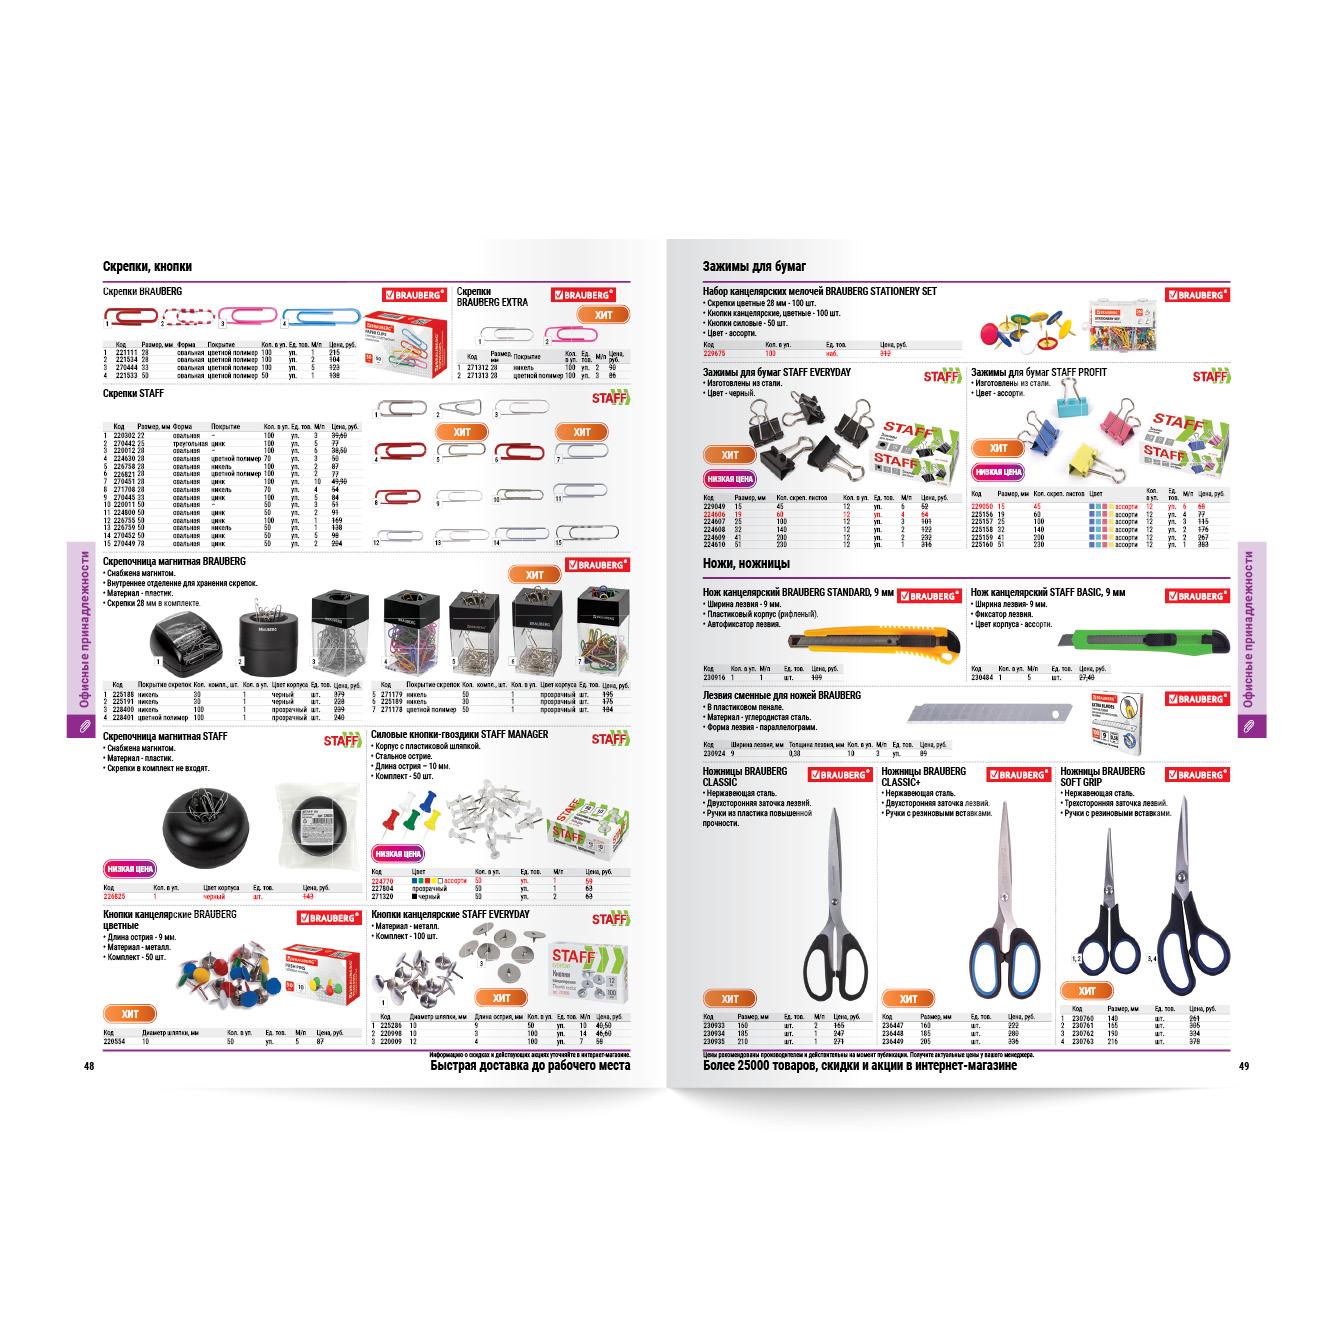 Скрепки, кнопки
Скрепки BRAUBERG
BRAUBERG
1
2
3
4
Код Размер, мм Форма Покрытие Кол. в уп. Ед. тов. М/п Цена, руб.
1 221111 28 овальная цветной полимер 100 уп. 1 215
2 221534 28 овальная цветной полимер 100 уп. 2 104
3 270444 33 овальная цветной полимер 100 уп. 5 123
4 221533 50 овальная цветной полимер 50 уп. 1 138
Скрепки
BRAUBERG EXTRA
BRAUBERG
ХИТ
1
2
Код Размер, мм Покрытие Кол. в уп. Ед. тов. М/п Цена, руб.
1 271312 28 никель 100 уп. 2 90
2 271313 28 цветной полимер 100 уп. 3 86
Скрепки STAFF
STAFF
ХИТ
ХИТ
Код Размер, мм Форма Покрытие Кол. в уп. Ед. тов. М/п Цена, руб.
1 220302 22 овальная – 100 уп. 3 39,60
2 270442 25 треугольная цинк 100 уп. 5 77
3 220012 28 овальная – 100 уп. 6 38,50
4 224630 28 овальная цветной полимер 70 уп. 3 50
5 226758 28 овальная никель 100 уп. 2 87
6 226821 28 овальная цветной полимер 100 уп. 2 77
7 270451 28 овальная цинк 100 уп. 10 49,90
8 271708 28 овальная никель 70 уп. 4 54
9 270445 33 овальная цинк 100 уп. 5 84
10 220011 50 овальная – 50 уп. 3 51
11 224800 50 овальная цинк 50 уп. 2 91
12 226755 50 овальная цинк 100 уп. 1 169
13 226759 50 овальная никель 50 уп. 1 138
14 270452 50 овальная цинк 50 уп. 5 98
15 270449 78 овальная цинк 50 уп. 2 204
Скрепочница магнитная BRAUBERG
• Снабжена магнитом.
• Внутреннее отделение для хранения скрепок.
• Материал - пластик.
• Скрепки 28 мм в комплекте.
ХИТ
BRAUBERG
Код Покрытие скрепок Кол. компл., шт. Кол. в уп. Цвет корпуса Ед. тов. Цена, руб.
1 225188 никель 30 1 черный шт. 379
2 225191 никель 30 1 черный шт. 228
3 228400 никель 100 1 прозрачный шт. 239
4 228401 цветной полимер 100 1 прозрачный шт. 240
Код Покрытие скрепок Кол. компл., шт. Кол. в уп. Цвет корпуса Ед. тов. Цена, руб.
5 271179 никель 50 1 прозрачный шт. 195
6 225189 никель 50 1 прозрачный шт. 175
7 271178 цветной полимер 50 1 прозрачный шт. 184
Скрепочница магнитная STAFF
STAFF
• Снабжена магнитом.
• Материал - пластик.
• Скрепки в комплект не входят.
НИЗКАЯ ЦЕНА
Код Кол. в уп. Цвет корпуса Ед. тов. Цена, руб.
226825 1 черный шт. 143
Силовые кнопки-гвоздики STAFF MANAGER
STAFF
• Корпус с пластиковой шляпкой.
• Стальное острие.
• Длина острия – 10 мм.
• Комплект - 50 шт.
НИЗКАЯ ЦЕНА
Код Цвет Кол. в уп. Ед. тов. М/п Цена, руб.
224770 ассорти 50 уп. 1 59
227804 прозрачный 50 уп. 1 63
271320 черный 50 уп. 2 63
Кнопки канцелярские BRAUBERG
цветные
BRAUBERG
• Длина острия - 9 мм.
• Материал - металл.
• Комплект - 50 шт.
ХИТ
Код Диаметр шляпки, мм Кол. в уп. Ед. тов. М/п Цена, руб.
220554 10 50 уп. 5 87
Кнопки канцелярские STAFF EVERYDAY
STAFF
• Материал - металл.
• Комплект - 100 шт.
ХИТ
Код Диаметр шляпки, мм Длина острия, мм Кол. в уп. Ед. тов. М/п Цена, руб.
1 225286 10 9 50 уп. 10 40,50
2 220998 10 3 100 уп. 14 46,60
3 220009 12 4 100 уп. 7 58
Информацию о скидках и действующих акциях уточняйте в интернет-магазине.
48
Быстрая доставка до рабочего места
Офисные принадлежности
Зажимы для бумаг
Набор канцелярских мелочей BRAUBERG STATIONERY SET
BRAUBERG
• Скрепки цветные 28 мм - 100 шт.
• Кнопки канцелярские, цветные - 100 шт.
• Кнопки силовые - 50 шт.
• Цвет - ассорти.
Код Кол. в уп. Ед. тов. Цена, руб.
229675 100 наб. 312
Зажимы для бумаг STAFF EVERYDAY
STAFF
• Изготовлены из стали.
• Цвет - черный.
ХИТ
НИЗКАЯ ЦЕНА
Код Размер, мм Кол. скреп. листов Кол. в уп. Ед. тов. М/п Цена, руб.
229049 15 45 12 уп. 6 52
224606 19 60 12 уп. 4 64
224607 25 100 12 уп. 3 101
224608 32 140 12 уп. 2 122
224609 41 200 12 уп. 2 232
224610 51 230 12 уп. 1 316
Зажимы для бумаг STAFF PROFIT
STAFF
• Изготовлены из стали.
• Цвет - ассорти.
ХИТ
НИЗКАЯ ЦЕНА
Код Размер, мм Кол. скреп. листов Цвет Кол. в уп. Ед. тов. М/п Цена, руб.
229050 15 45 ассорти 12 уп. 6 68
225156 19 60 ассорти 12 уп. 4 77
225157 25 100 ассорти 12 уп. 3 115
225158 32 140 ассорти 12 уп. 2 176
225159 41 200 ассорти 12 уп. 2 267
225160 51 230 ассорти 12 уп. 1 383
Ножи, ножницы
Нож канцелярский BRAUBERG STANDARD, 9 мм
BRAUBERG
• Ширина лезвия - 9 мм.
• Пластиковый корпус (рифленый).
• Автофиксатор лезвия.
Код Кол. в уп. М/п Ед. тов. Цена, руб.
230916 1 1 шт. 109
Нож канцелярский STAFF BASIC, 9 мм
BRAUBERG
• Ширина лезвия- 9 мм.
• Фиксатор лезвия.
• Цвет корпуса - ассорти.
Код Кол. в уп. М/п Ед. тов. Цена, руб.
230484 1 5 шт. 27,40
Лезвия сменные для ножей BRAUBERG
BRAUBERG
• В пластиковом пенале.
• Материал - углеродистая сталь.
• Форма лезвия - параллелограмм.
Код Ширина лезвия, мм Толщина лезвия, мм Кол. в уп. М/п Ед. тов. Цена, руб.
230924 9 0,38 10 3 уп. 89
Ножницы BRAUBERG
CLASSIC
BRAUBERG
• Нержавеющая сталь.
• Двухсторонняя заточка лезвий.
• Ручки из пластика повышенной
прочности.
ХИТ
Код Размер, мм Ед. тов. М/п Цена, руб.
230933 160 шт. 2 165
230934 185 шт. 1 247
230935 210 шт. 1 271
Ножницы BRAUBERG
CLASSIC+
BRAUBERG
• Нержавеющая сталь.
• Двухсторонняя заточка лезвий.
• Ручки с резиновыми вставками.
ХИТ
Код Размер, мм Ед. тов. Цена, руб.
236447 160 шт. 222
236448 185 шт. 280
236449 205 шт. 336
Ножницы BRAUBERG
SOFT GRIP
BRAUBERG
• Нержавеющая сталь.
• Трехсторонняя заточка лезвий.
• Ручки с резиновыми вставками.
1, 2
3, 4
ХИТ
Код Размер, мм Ед. тов. Цена, руб.
1 230760 140 шт. 261
2 230761 165 шт. 305
3 230762 190 шт. 334
4 230763 216 шт. 378
Цены рекомендованы производителем и действительны на момент публикации. Получите актуальные цены у вашего менеджера.
Более 25000 товаров, скидки и акции в интернет-магазине
49
Офисные принадлежности